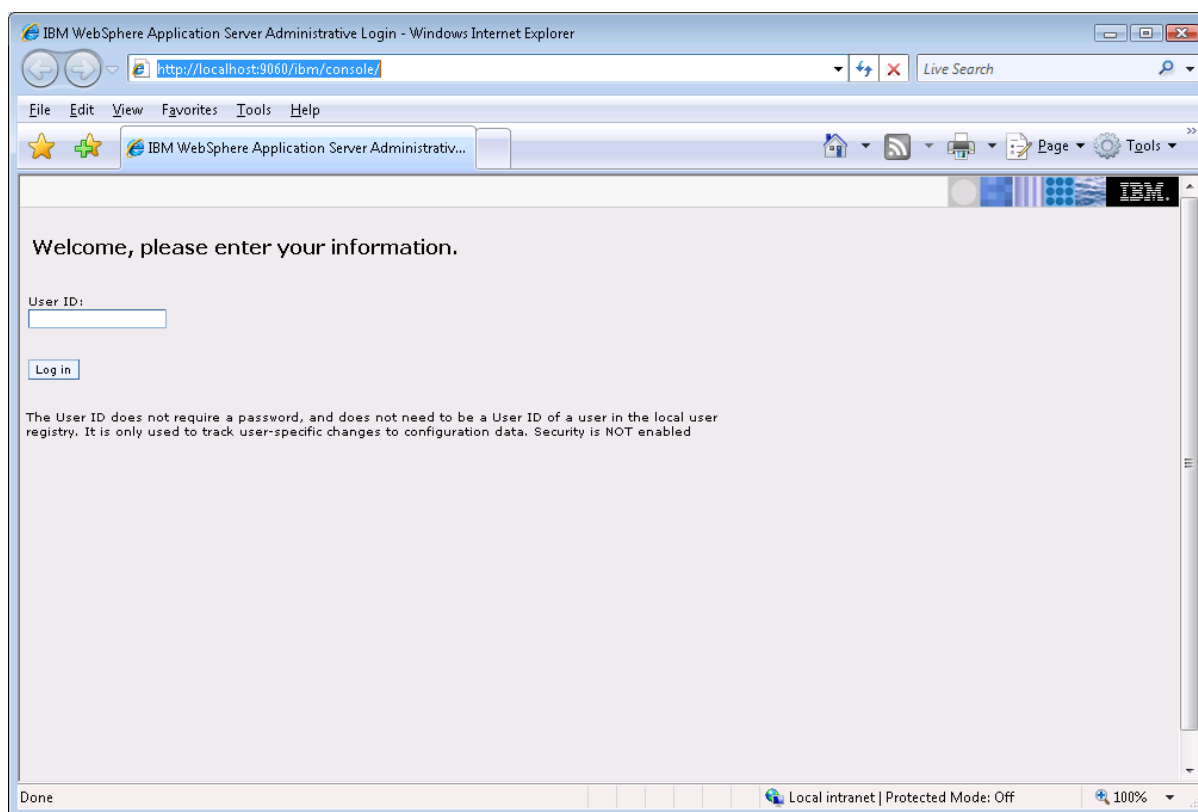 IBM WebSphere Application Server Administrative Login - Windows Internet Explorer
http://localhost:9060/ibm/console/
Live Search
File Edit View Favorites Tools Help
IBM WebSphere Application Server Administrativ...
Page Tools
IBM.
Welcome, please enter your information.
User ID:
Log in
The User ID does not require a password, and does not need to be a User ID of a user in the local user
registry. It is only used to track user-specific changes to configuration data. Security is NOT enabled
Done
Local intranet | Protected Mode: Off
100%